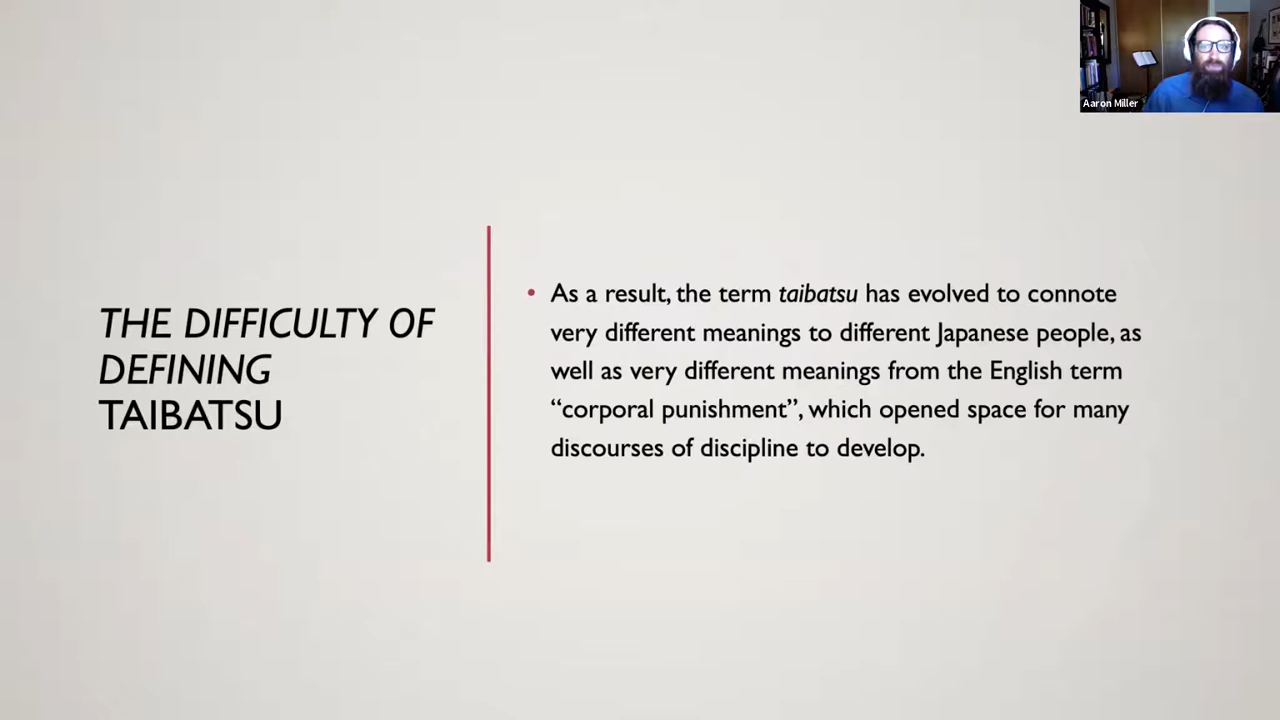 Aaron Miller
THE DIFFICULTY OF
DEFINING
TAIBATSU
• As a result, the term taibatsu has evolved to connote
very different meanings to different Japanese people, as
well as very different meanings from the English term
“corporal punishment”, which opened space for many
discourses of discipline to develop.